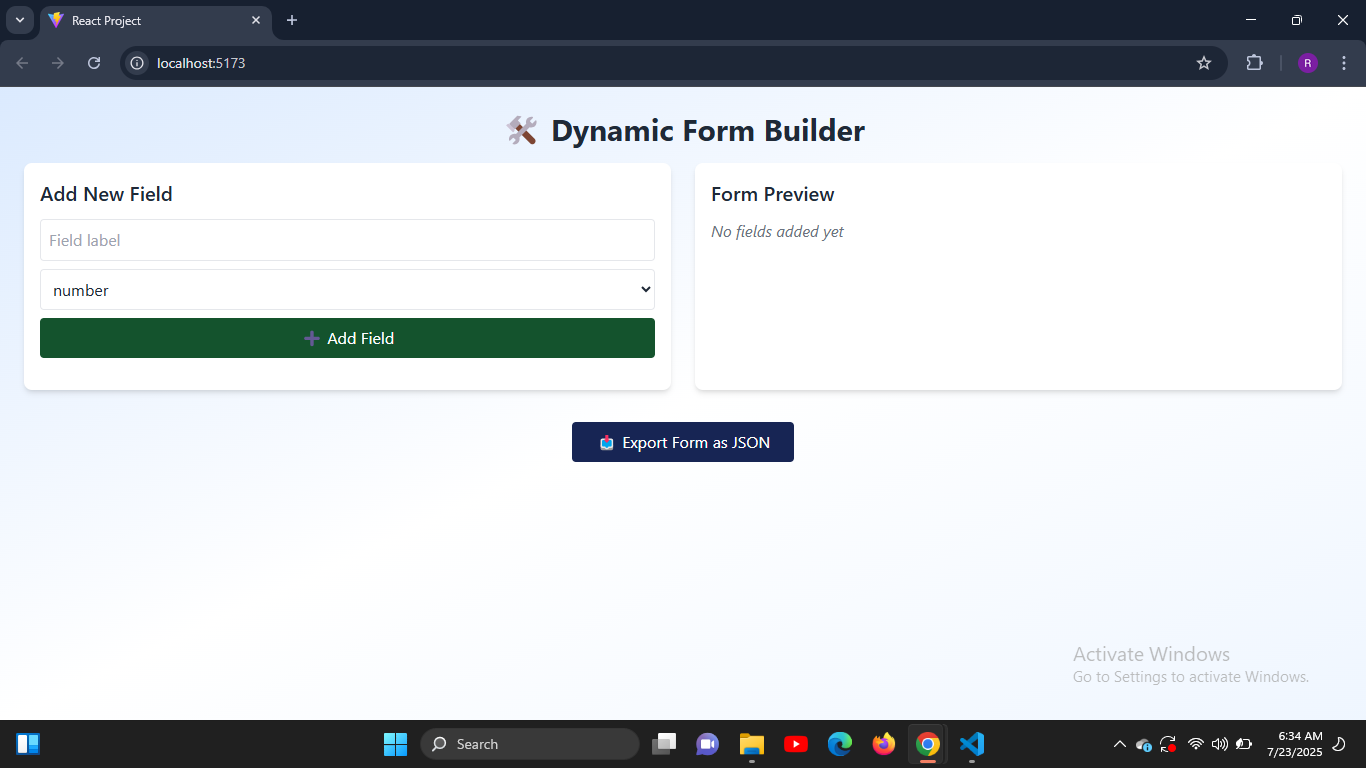 React Project
localhost:5173
R
🛠️ Dynamic Form Builder
Add New Field
Field label
number
➕ Add Field
Form Preview
No fields added yet
📤 Export Form as JSON
Activate Windows
Go to Settings to activate Windows.
Search
6:34 AM
7/23/2025